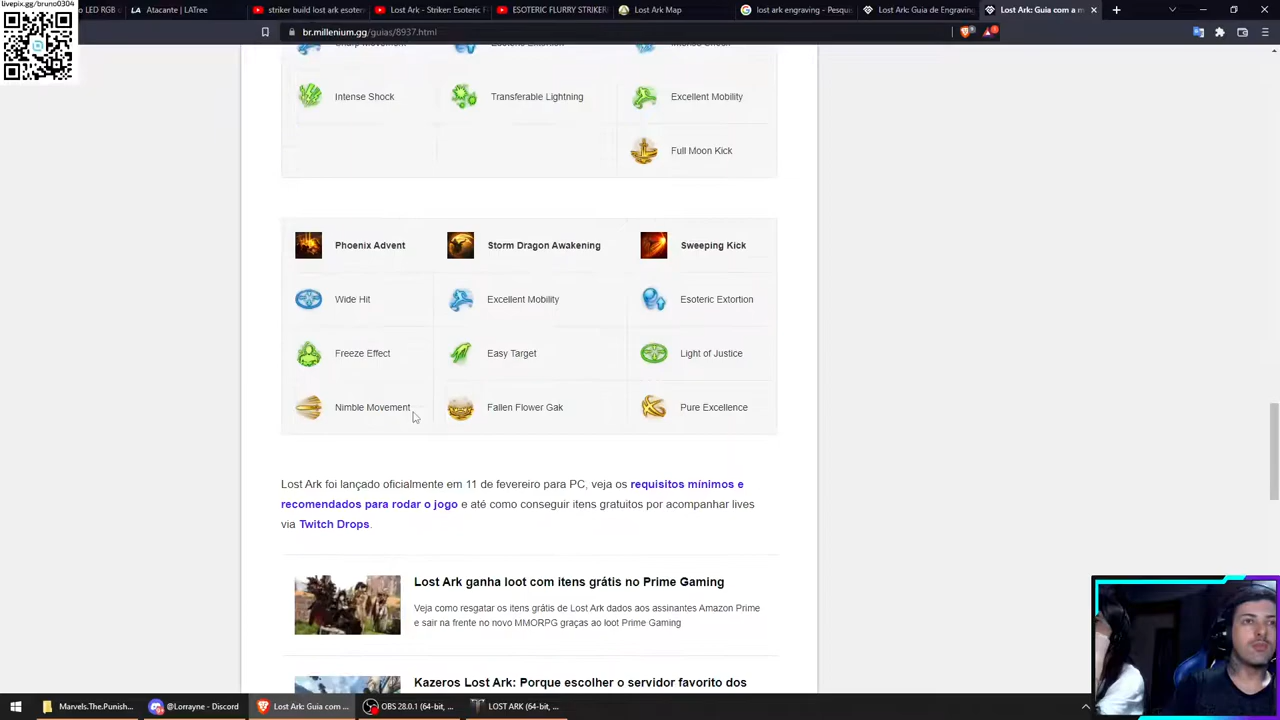 livepix.gg/bruno0304
o LED RGB d
Atacante | LATree
striker build lost ark esoter
Lost Ark - Striker: Esoteric F
ESOTERIC FLURRY STRIKER
Lost Ark Map
lost ark engraving - Pesqui
Lost Ark: Guia de Engraving
Lost Ark: Guia com a m
br.millenium.gg/guias/8937.html
Intense Shock
Transferable Lightning
Excellent Mobility
Full Moon Kick
Phoenix Advent
Storm Dragon Awakening
Sweeping Kick
Wide Hit
Excellent Mobility
Esoteric Extortion
Freeze Effect
Easy Target
Light of Justice
Nimble Movement
Fallen Flower Gak
Pure Excellence
Lost Ark foi lançado oficialmente em 11 de fevereiro para PC, veja os requisitos mínimos e
recomendados para rodar o jogo e até como conseguir itens gratuitos por acompanhar lives
via Twitch Drops.
Lost Ark ganha loot com itens grátis no Prime Gaming
Veja como resgatar os itens grátis de Lost Ark dados aos assinantes Amazon Prime
e sair na frente no novo MMORPG graças ao loot Prime Gaming
Kazeros Lost Ark: Porque escolher o servidor favorito dos
Marvels.The.Punish...
@Lorrayne - Discord
Lost Ark: Guia com ...
OBS 28.0.1 (64-bit, ...
LOST ARK (64-bit, ...